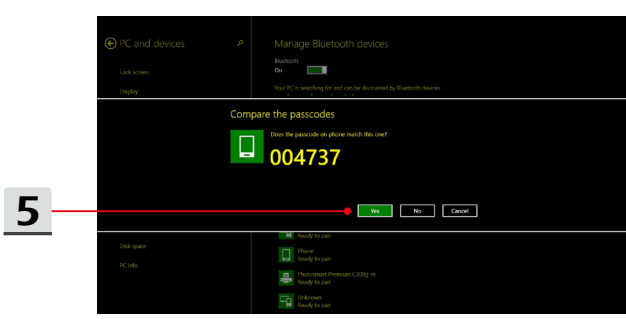 PC and devices
Manage Bluetooth devices
Lock screen
Display
Bluetooth
On
Your PC is searching for and can be discovered by Bluetooth devices
Compare the passcodes
Does the passcode on phone match this one?
004737
Yes
No
Cancel
5
Disk space
PC info
Ready to pair
Phone
Ready to pair
Photosmart Premium C309g-m
Ready to pair
Unknown
Ready to pair